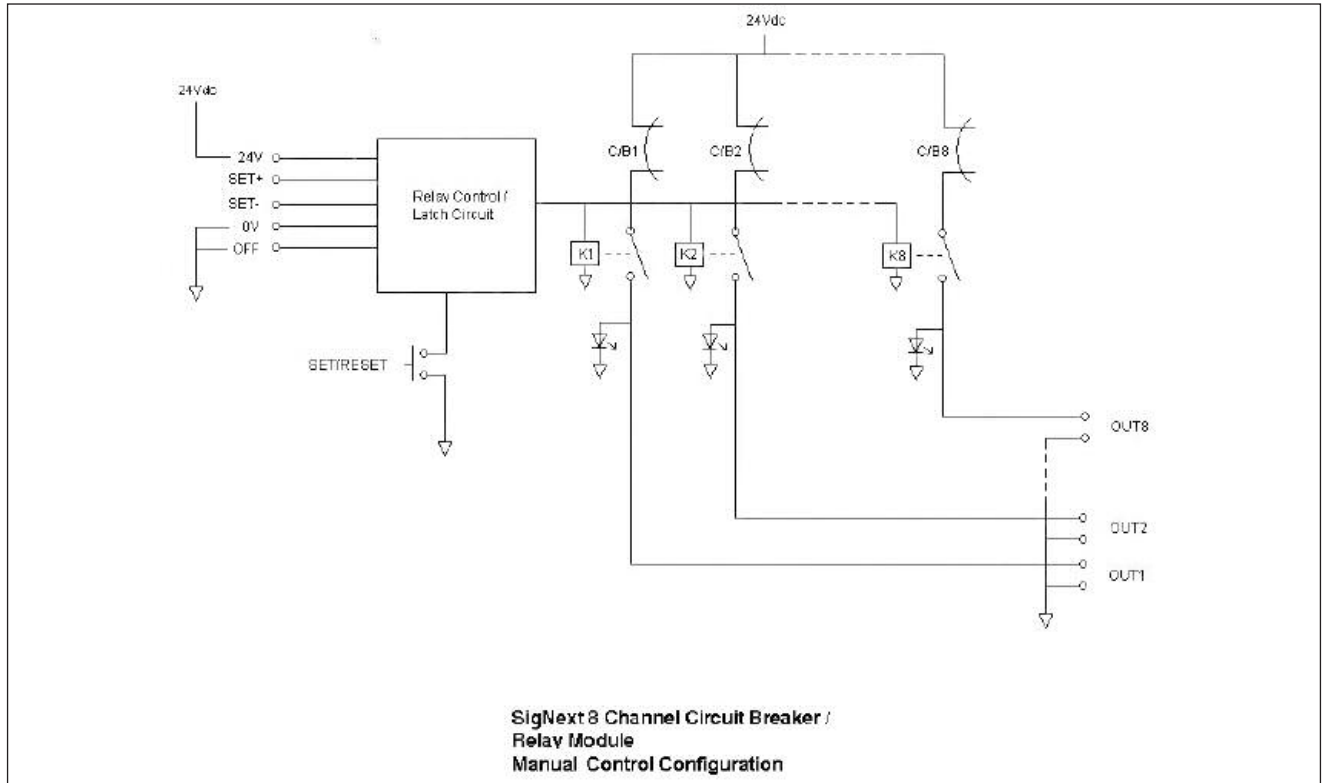 24Vdc
24Vdc
24V
SET+
SET-
0V
OFF
Relay Control /
Latch Circuit
C/B1
C/B2
C/B8
K1
K2
K8
SET/RESET
OUT8
OUT2
OUT1
SigNext 8 Channel Circuit Breaker /
Relay Module
Manual Control Configuration